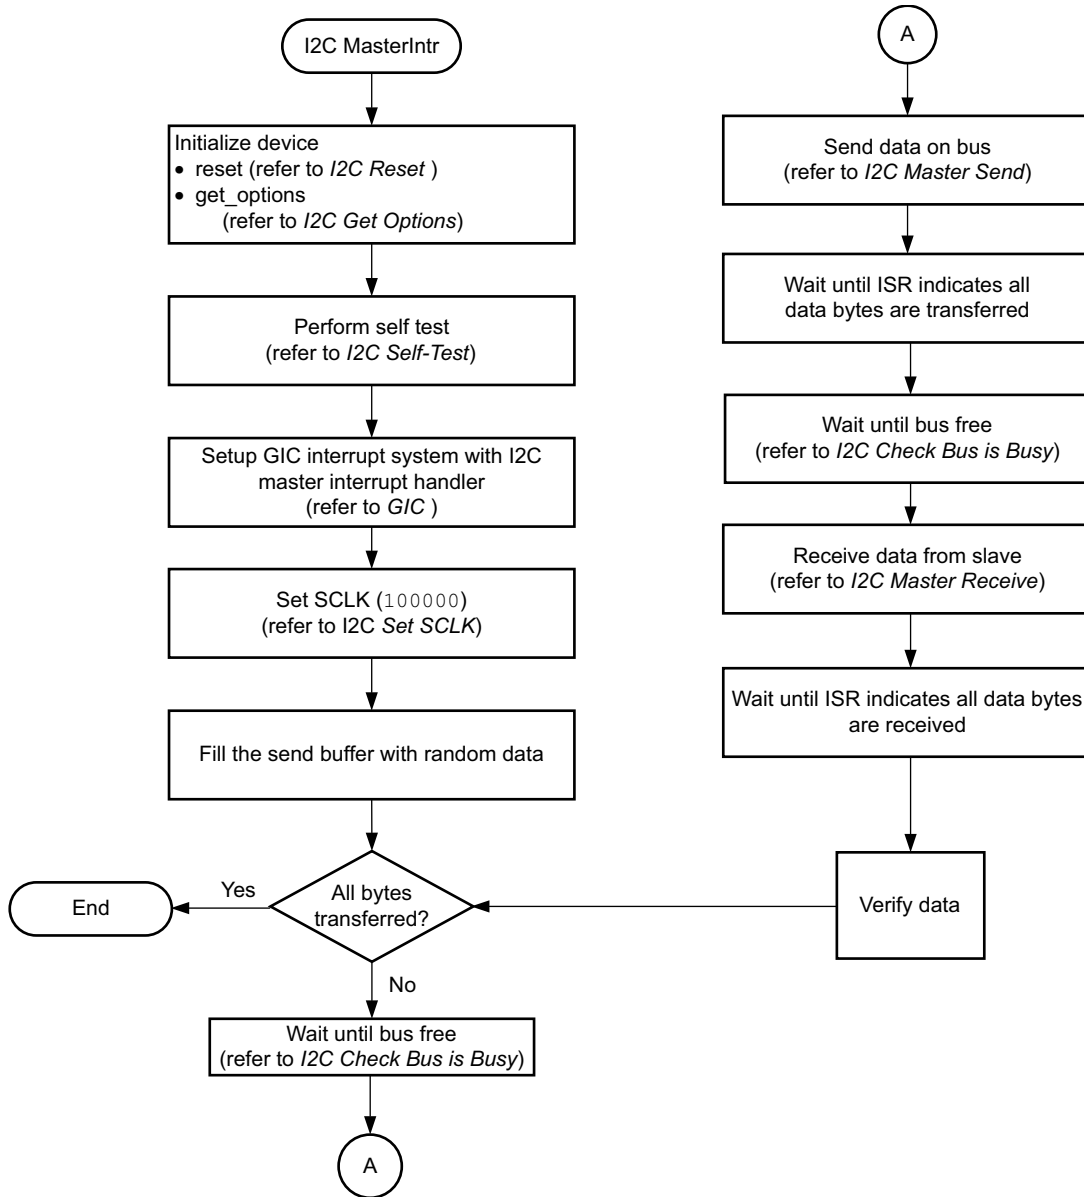 I2C MasterIntr
Initialize device
• reset (refer to I2C Reset )
• get_options
(refer to I2C Get Options)
Perform self test
(refer to I2C Self-Test)
Setup GIC interrupt system with I2C
master interrupt handler
(refer to GIC )
Set SCLK (100000)
(refer to I2C Set SCLK)
Fill the send buffer with random data
All bytes
transferred?
Yes
End
No
Wait until bus free
(refer to I2C Check Bus is Busy)
A
A
Send data on bus
(refer to I2C Master Send)
Wait until ISR indicates all
data bytes are transferred
Wait until bus free
(refer to I2C Check Bus is Busy)
Receive data from slave
(refer to I2C Master Receive)
Wait until ISR indicates all data bytes
are received
Verify data